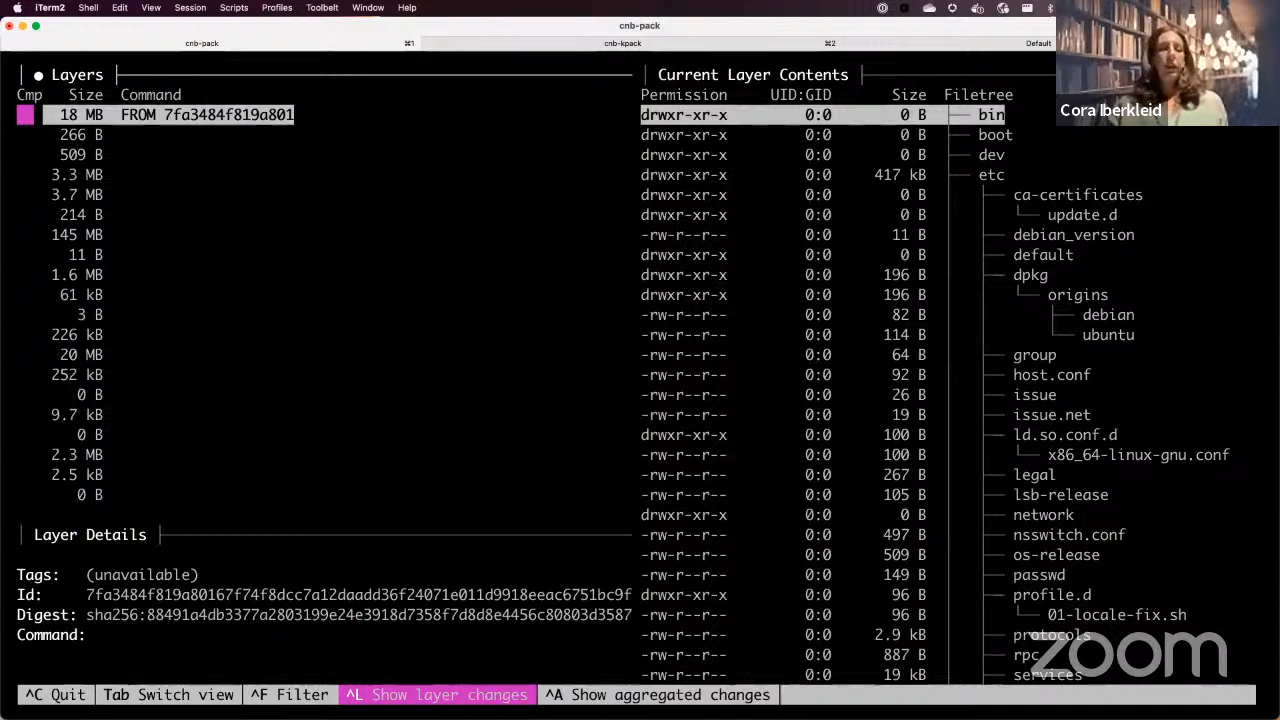 iTerm2 Shell Edit View Session Scripts Profiles Toolbelt Window Help
cnb-pack
cnb-pack ⌘1 cnb-kpack ⌘2 Default
Cora Iberkleid
│ ● Layers ├
Cmp Size Command
18 MB FROM 7fa3484f819a801
266 B
509 B
3.3 MB
3.7 MB
214 B
145 MB
11 B
1.6 MB
61 kB
3 B
226 kB
20 MB
252 kB
0 B
9.7 kB
0 B
2.3 MB
2.5 kB
0 B
│ Layer Details ├
Tags: (unavailable)
Id: 7fa3484f819a80167f74f8dcc7a12daadd36f24071e011d9918eeac6751bc9f
Digest: sha256:88491a4db3377a2803199e24e3918d7358f7d8d8e4456c80803d3587
Command:
│ Current Layer Contents ├
Permission UID:GID Size Filetree
drwxr-xr-x 0:0 0 B ├── bin
drwxr-xr-x 0:0 0 B ├── boot
drwxr-xr-x 0:0 0 B ├── dev
drwxr-xr-x 0:0 417 kB ├── etc
drwxr-xr-x 0:0 0 B │ ├── ca-certificates
drwxr-xr-x 0:0 0 B │ │ └── update.d
-rw-r--r-- 0:0 11 B │ ├── debian_version
drwxr-xr-x 0:0 0 B │ ├── default
drwxr-xr-x 0:0 196 B │ ├── dpkg
drwxr-xr-x 0:0 196 B │ │ └── origins
-rw-r--r-- 0:0 82 B │ │ ├── debian
-rw-r--r-- 0:0 114 B │ │ └── ubuntu
-rw-r--r-- 0:0 64 B │ ├── group
-rw-r--r-- 0:0 92 B │ ├── host.conf
-rw-r--r-- 0:0 26 B │ ├── issue
-rw-r--r-- 0:0 19 B │ ├── issue.net
drwxr-xr-x 0:0 100 B │ ├── ld.so.conf.d
-rw-r--r-- 0:0 100 B │ │ └── x86_64-linux-gnu.conf
-rw-r--r-- 0:0 267 B │ ├── legal
-rw-r--r-- 0:0 105 B │ ├── lsb-release
drwxr-xr-x 0:0 0 B │ ├── network
-rw-r--r-- 0:0 497 B │ ├── nsswitch.conf
-rw-r--r-- 0:0 509 B │ ├── os-release
-rw-r--r-- 0:0 149 B │ ├── passwd
drwxr-xr-x 0:0 96 B │ ├── profile.d
-rw-r--r-- 0:0 96 B │ │ └── 01-locale-fix.sh
-rw-r--r-- 0:0 2.9 kB │ ├── protocols
-rw-r--r-- 0:0 887 B │ ├── rpc
-rw-r--r-- 0:0 19 kB │ ├── services
zoom
^C Quit │ Tab Switch view │ ^F Filter │ ^L Show layer changes │ ^A Show aggregated changes │